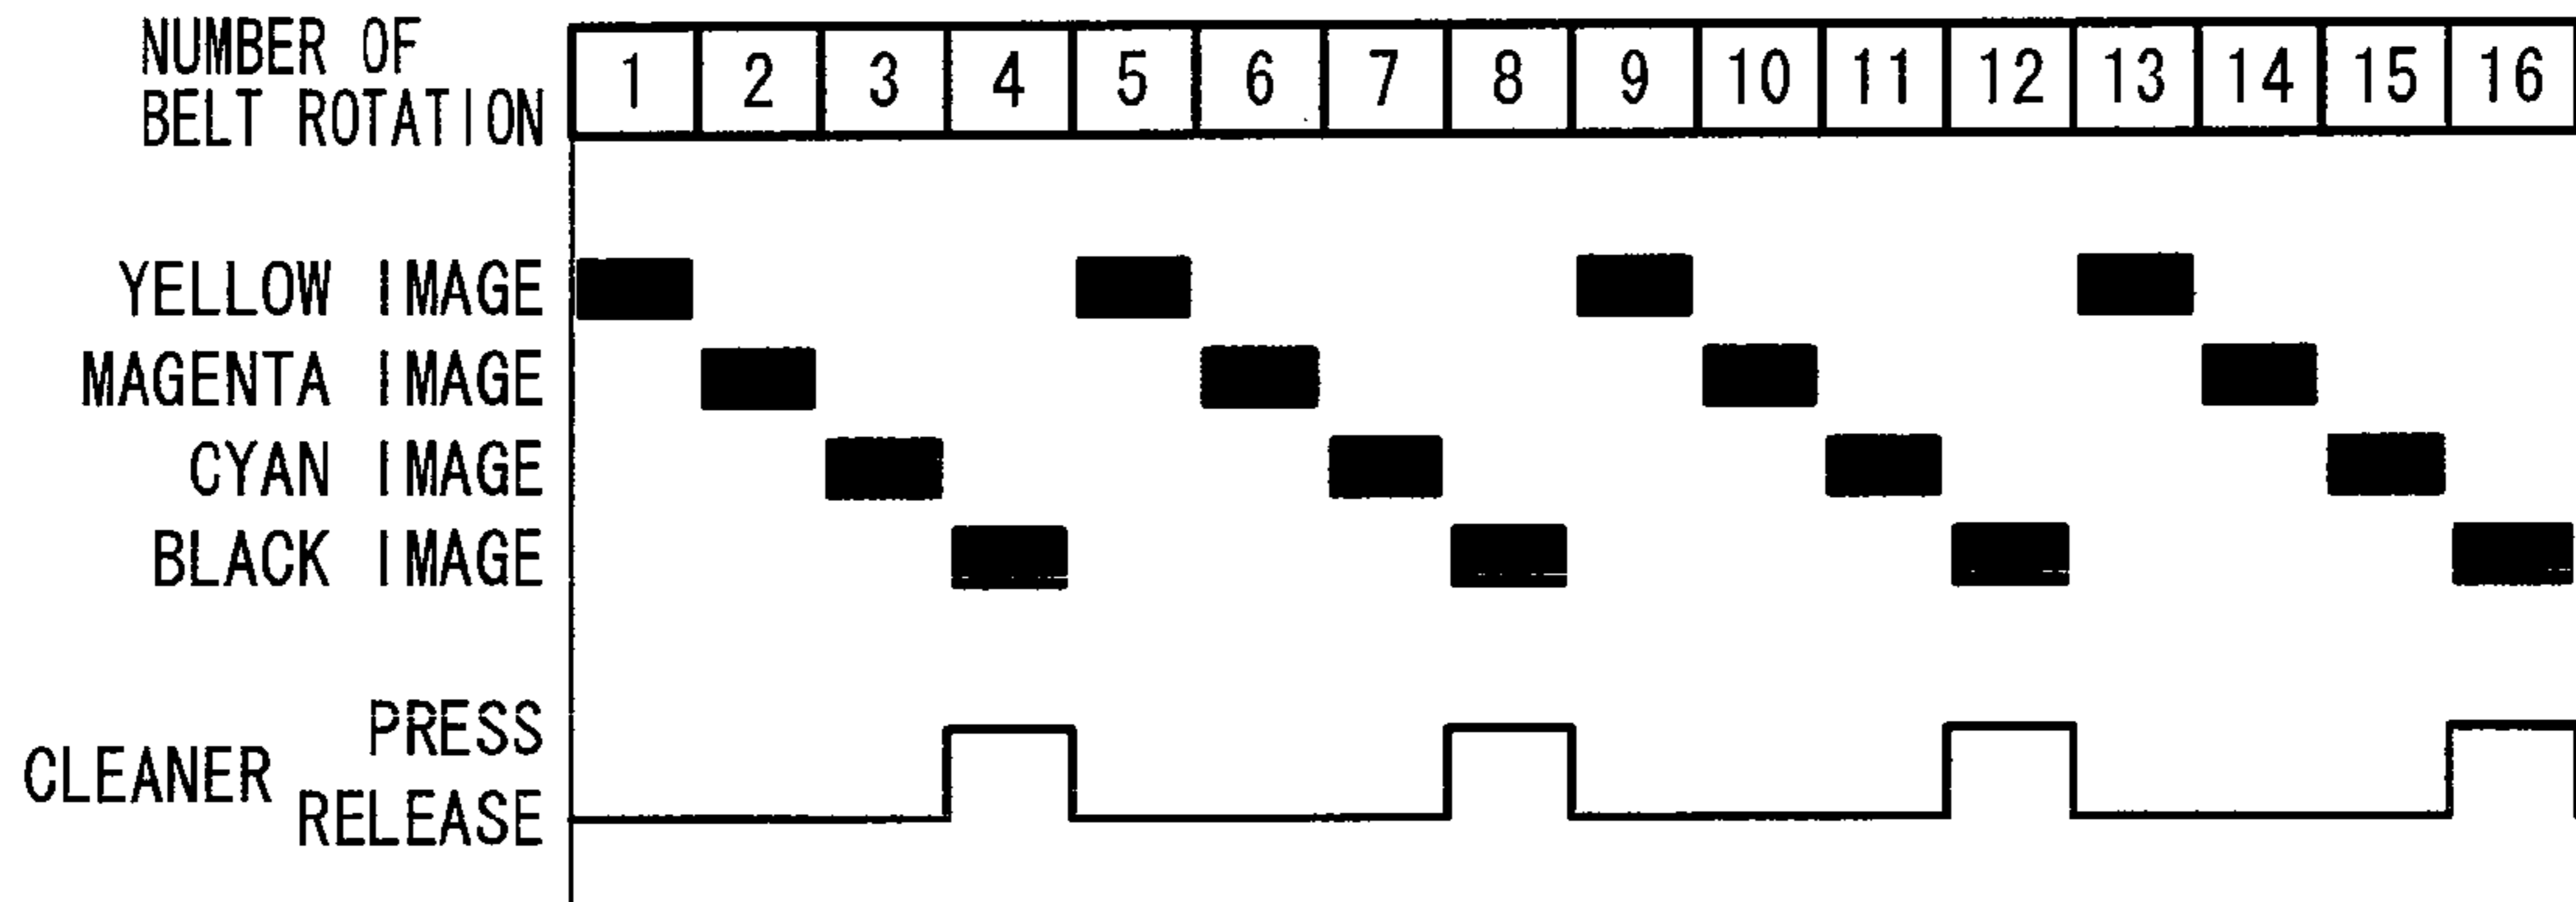 NUMBER OF
BELT ROTATION
1 2 3 4 5 6 7 8 9 10 11 12 13 14 15 16
YELLOW IMAGE
MAGENTA IMAGE
CYAN IMAGE
BLACK IMAGE
PRESS
CLEANER
RELEASE